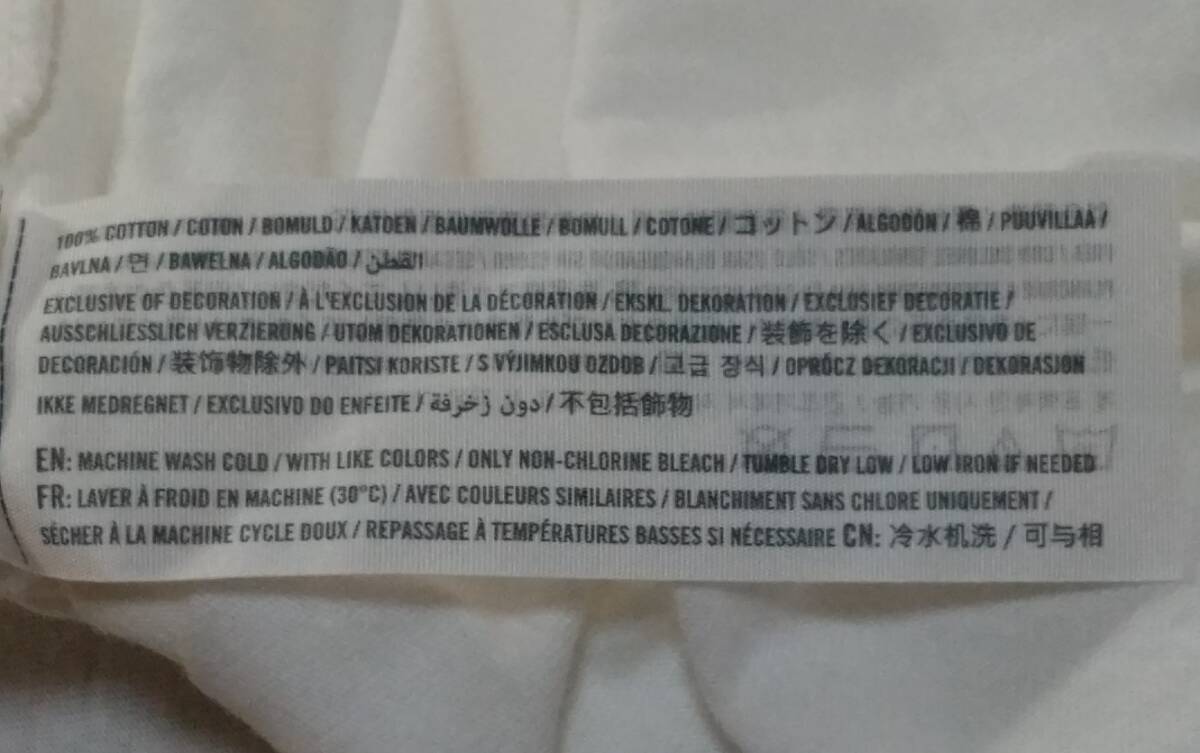 100% COTTON / COTON / BOMULD / KATOEN / BAUMWOLLE / BOMULL / COTONE / コットン / ALGODÓN / 棉 / PUUVILLAA /
BAVLNA / 면 / BAWELNA / ALGODÃO / القطن
EXCLUSIVE OF DECORATION / À L'EXCLUSION DE LA DÉCORATION / EKSKL. DEKORATION / EXCLUSIEF DECORATIE /
AUSSCHLIESSLICH VERZIERUNG / UTOM DEKORATIONEN / ESCLUSA DECORAZIONE / 装飾を除く / EXCLUSIVO DE
DECORACIÓN / 装饰物除外 / PAITSI KORISTE / S VÝJIMKOU OZDOB / 고급 장식 / OPRÓCZ DEKORACJI / DEKORASJON
IKKE MEDREGNET / EXCLUSIVO DO ENFEITE / دون زخرفة / 不包括飾物
EN: MACHINE WASH COLD / WITH LIKE COLORS / ONLY NON-CHLORINE BLEACH / TUMBLE DRY LOW / LOW IRON IF NEEDED
FR: LAVER À FROID EN MACHINE (30°C) / AVEC COULEURS SIMILAIRES / BLANCHIMENT SANS CHLORE UNIQUEMENT /
SÉCHER À LA MACHINE CYCLE DOUX / REPASSAGE À TEMPÉRATURES BASSES SI NÉCESSAIRE CN: 冷水机洗 / 可与相